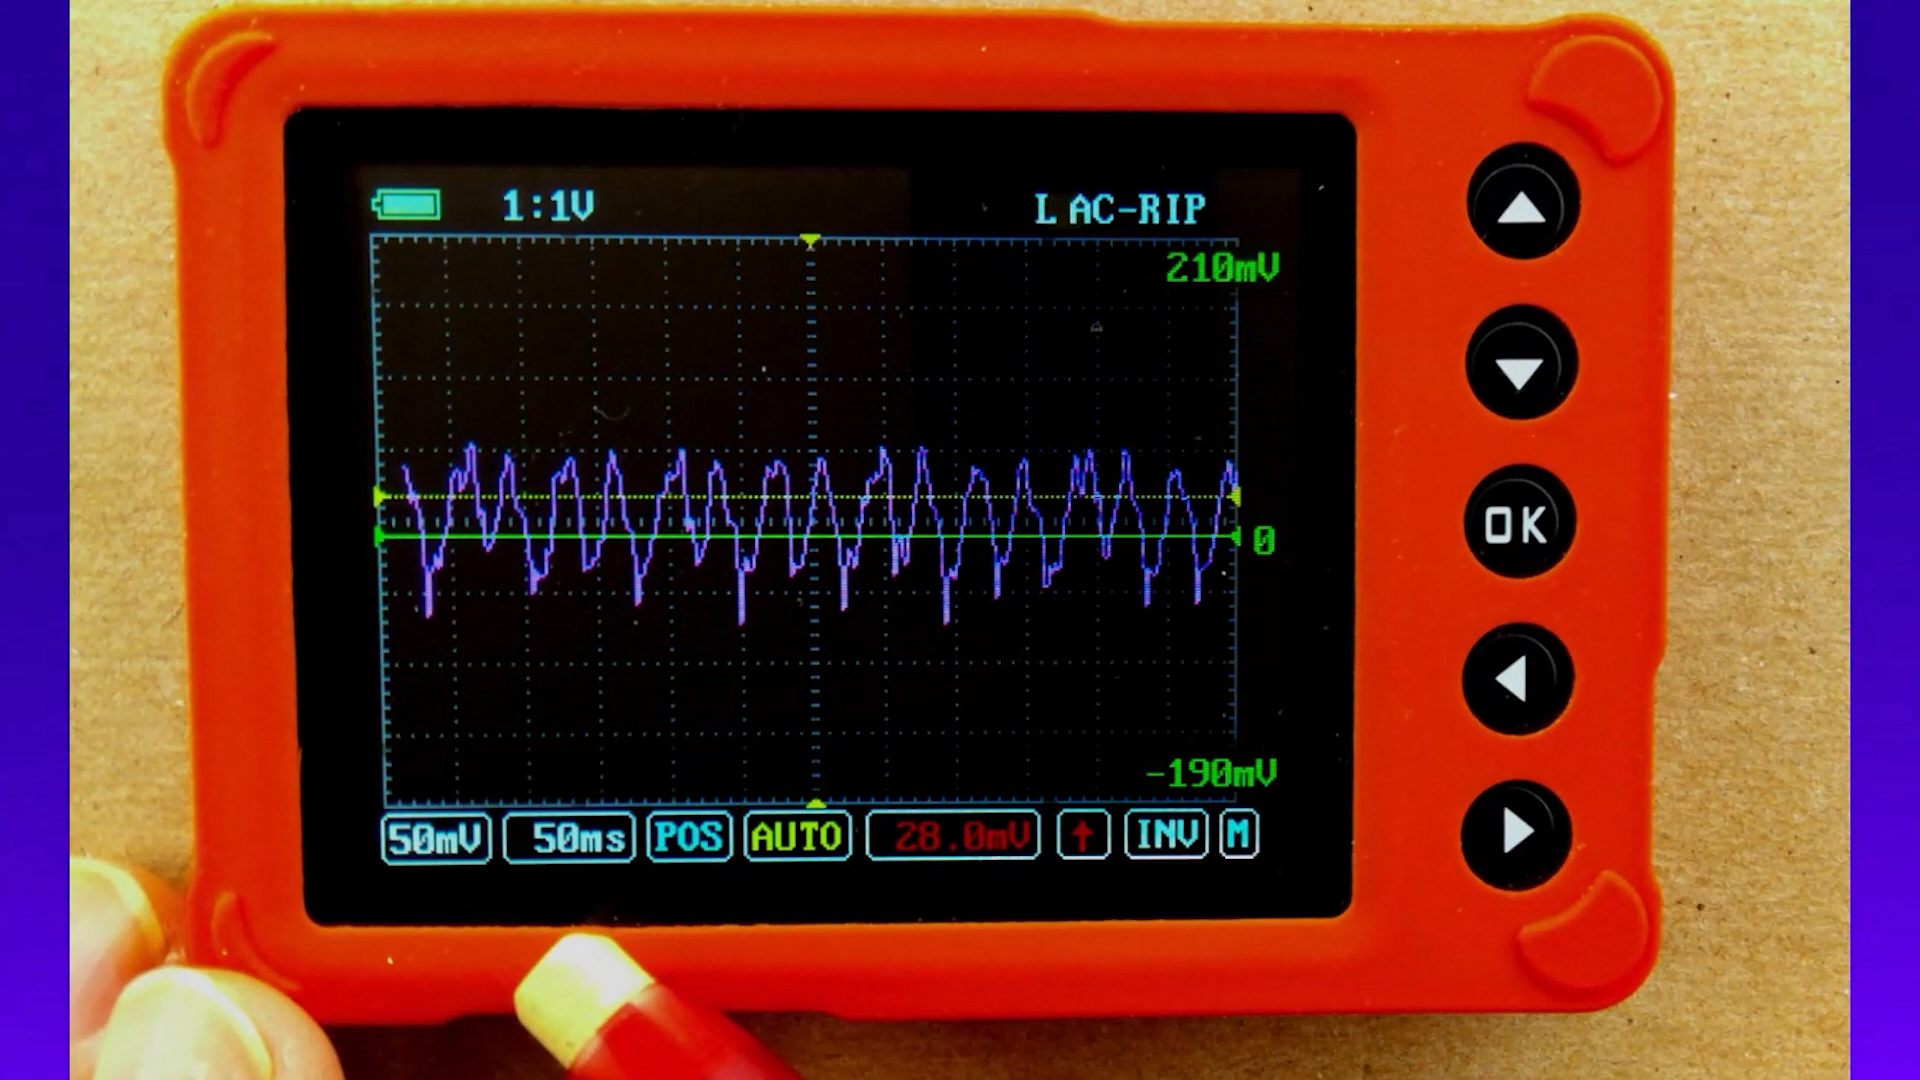 1:1V L AC-RIP
210mV
0
-190mV
50mV 50ms POS AUTO 28.0mV ↑ INV M
OK